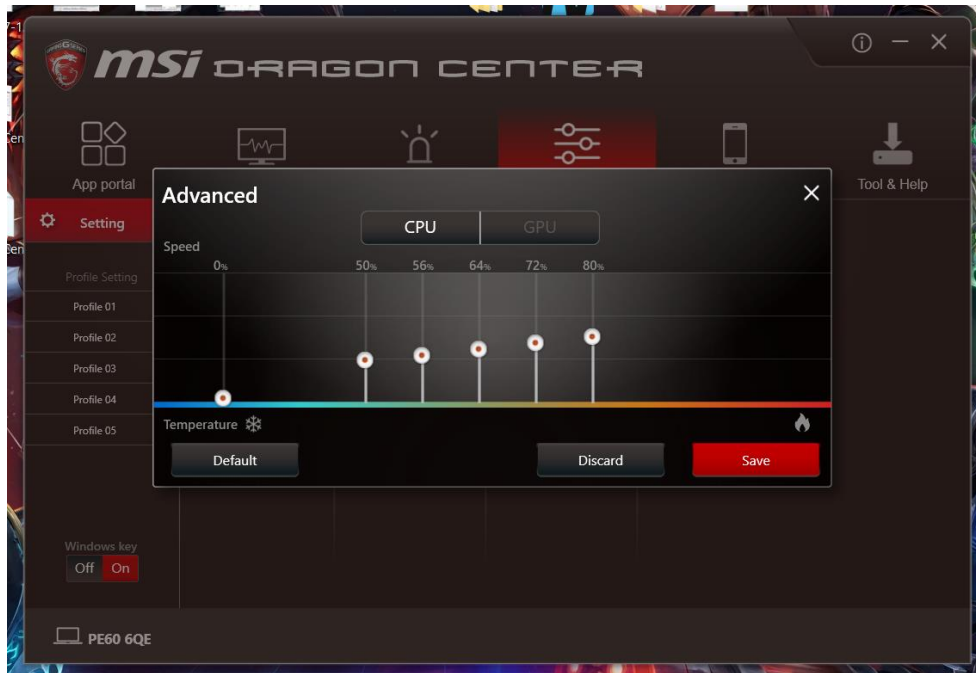 msi DRAGON CENTER
App portal
Tool & Help
Advanced
CPU GPU
Setting
Speed
0% 50% 56% 64% 72% 80%
Profile Setting
Profile 01
Profile 02
Profile 03
Profile 04
Profile 05
Temperature
Default Discard Save
Windows key
Off On
PE60 6QE